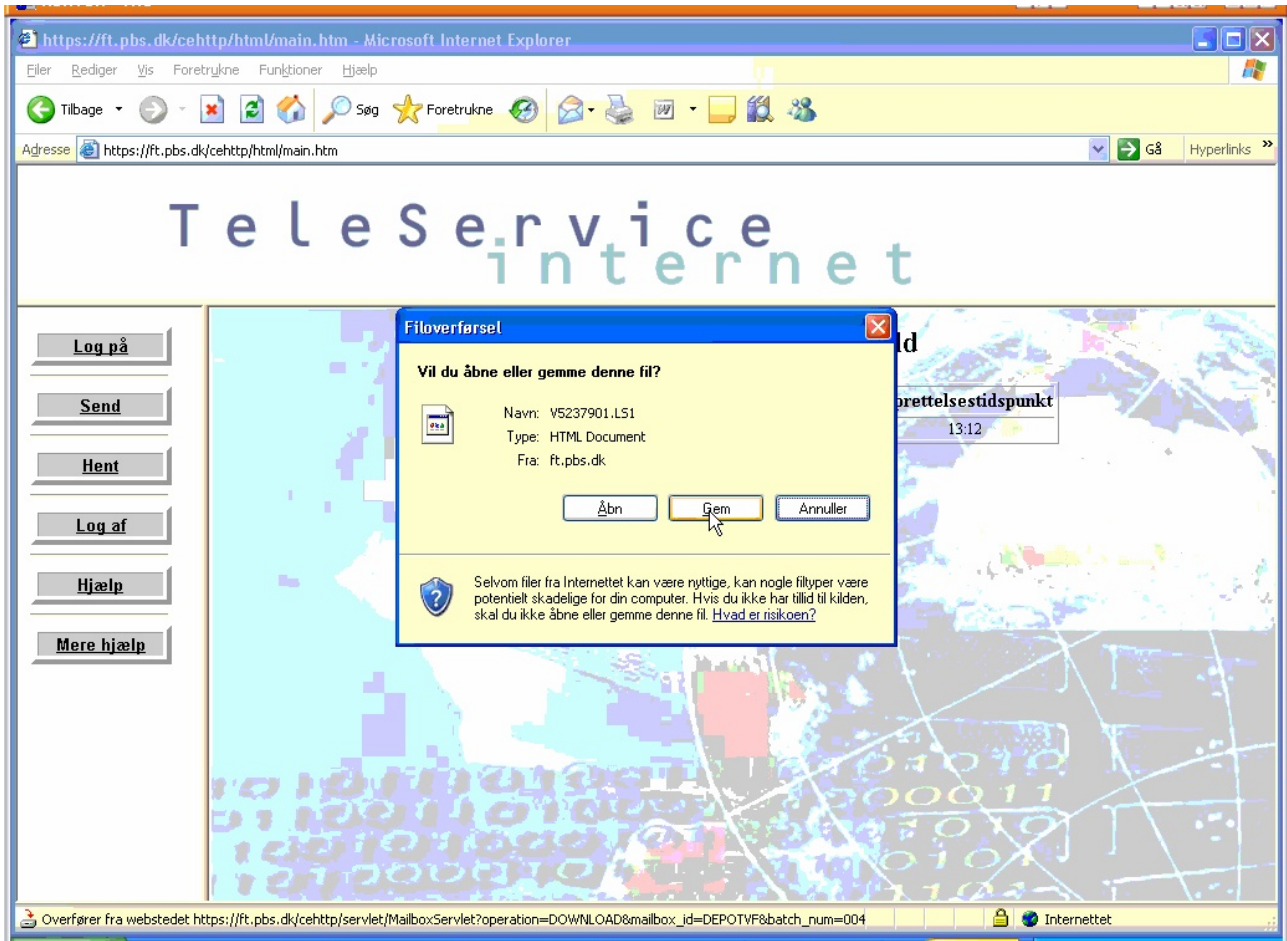 https://ft.pbs.dk/cehttp/html/main.htm - Microsoft Internet Explorer
Filer Rediger Vis Foretrukne Funktioner Hjælp
Tilbage Søg Foretrukne
Adresse https://ft.pbs.dk/cehttp/html/main.htm Gå Hyperlinks »
TeleService
internet
Log på
Send
Hent
Log af
Hjælp
Mere hjælp
Filoverførsel
Vil du åbne eller gemme denne fil?
Navn: V5237901.LS1
Type: HTML Document
Fra: ft.pbs.dk
Åbn Gem Annuller
Selvom filer fra Internettet kan være nyttige, kan nogle filtyper være
potentielt skadelige for din computer. Hvis du ikke har tillid til kilden,
skal du ikke åbne eller gemme denne fil. Hvad er risikoen?
ld
prettelsestidspunkt
13:12
Overfører fra webstedet https://ft.pbs.dk/cehttp/servlet/MailboxServlet?operation=DOWNLOAD&mailbox_id=DEPOTVF&batch_num=004 Internettet